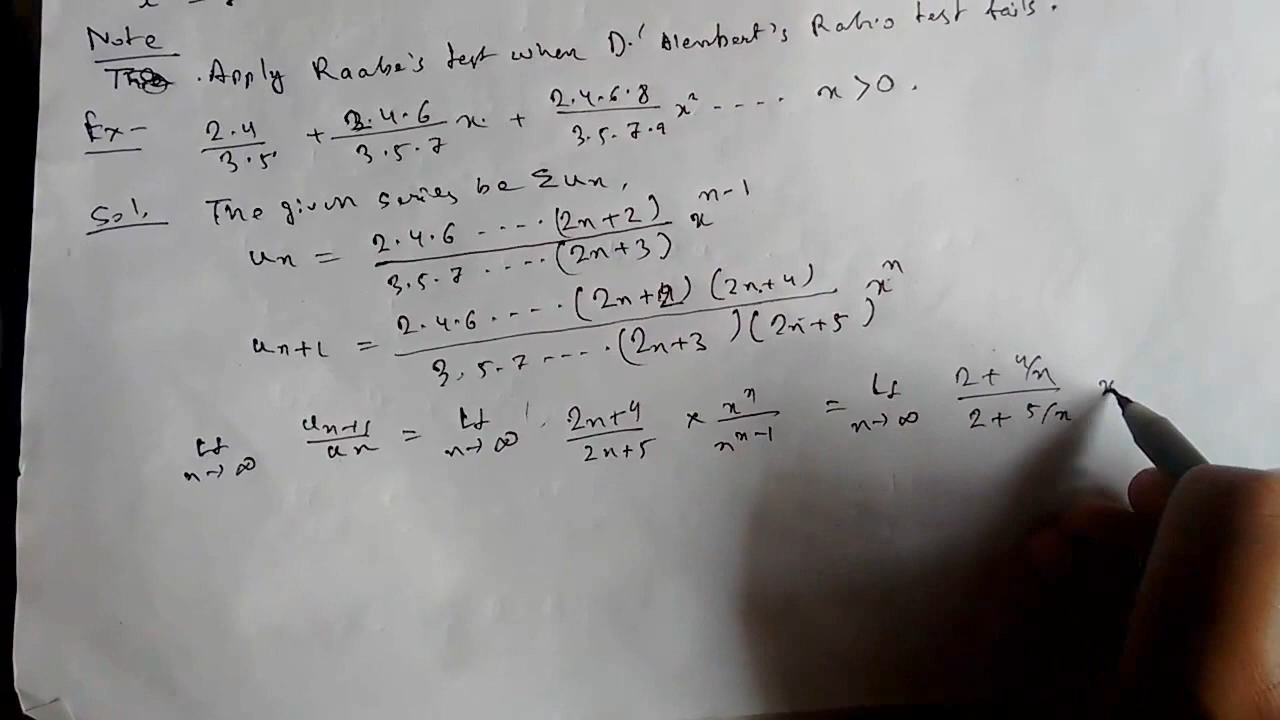 Note
. Apply Raabe's test when D.' Alembert's Ratio test fails.
Ex- 2.4/3.5 + 2.4.6/3.5.7 x. + 2.4.6.8/3.5.7.9 x² - - - - . x > 0.
Sol. The given series be Σun,
un = 2.4.6 - - - . (2n+2)/3.5.7 - - - . (2n+3) x^n-1
un+1 = 2.4.6 - - - . (2n+2) (2n+4)/3.5.7 - - - . (2n+3) (2n+5) x^n
Lt n→∞ un+1/un = Lt n→∞ . 2n+4/2n+5 × x^n/x^n-1 = Lt n→∞ 2 + 4/n/2 + 5/n x